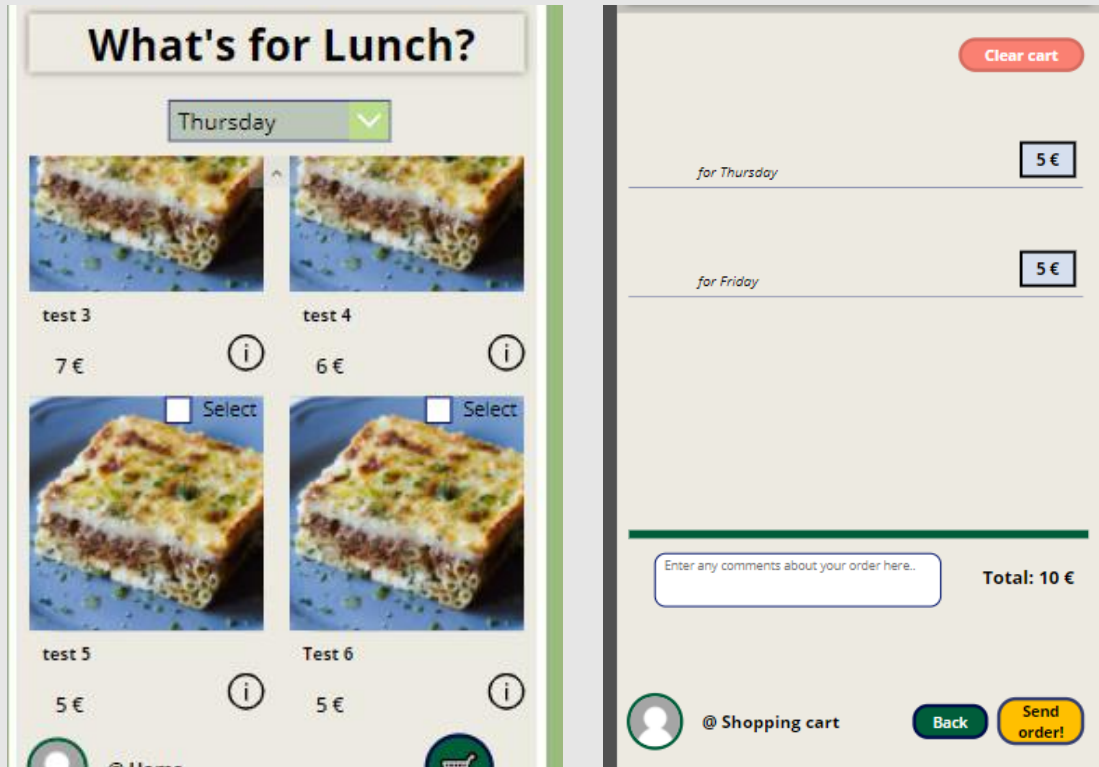 What's for Lunch?
Thursday
test 3
test 4
7 €
6 €
Select
Select
test 5
Test 6
5 €
5 €
@ Home
Clear cart
5 €
for Thursday
5 €
for Friday
Enter any comments about your order here..
Total: 10 €
@ Shopping cart
Back
Send
order!